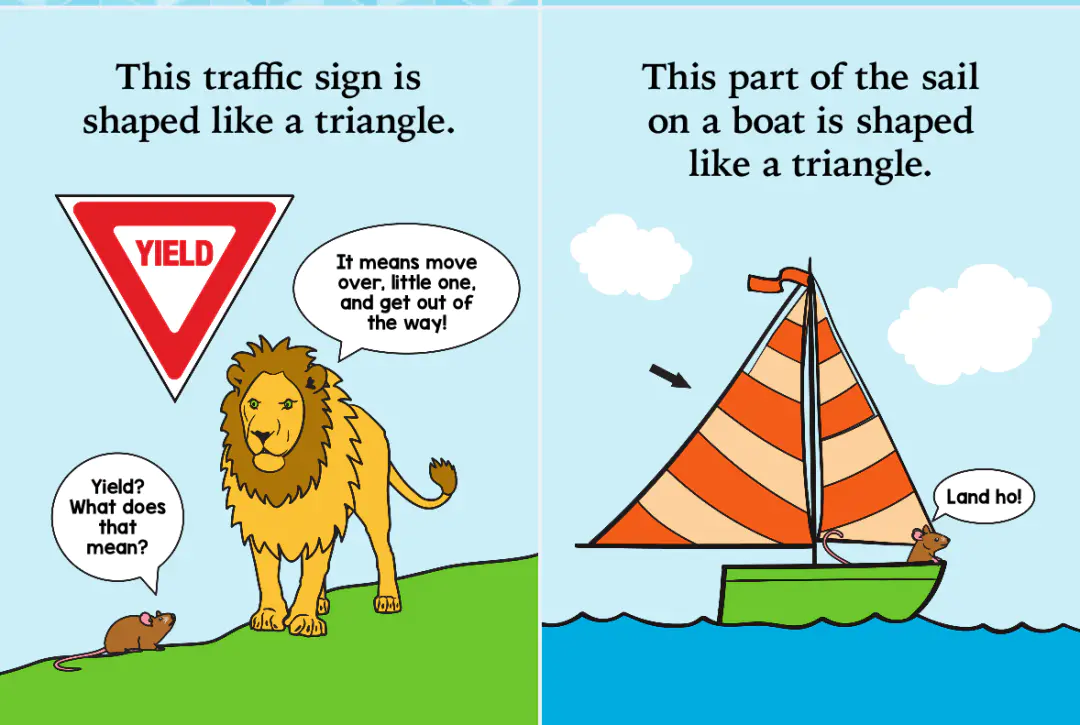 This traffic sign is
shaped like a triangle.
YIELD
It means move
over, little one,
and get out of
the way!
Yield?
What does
that
mean?
This part of the sail
on a boat is shaped
like a triangle.
Land ho!